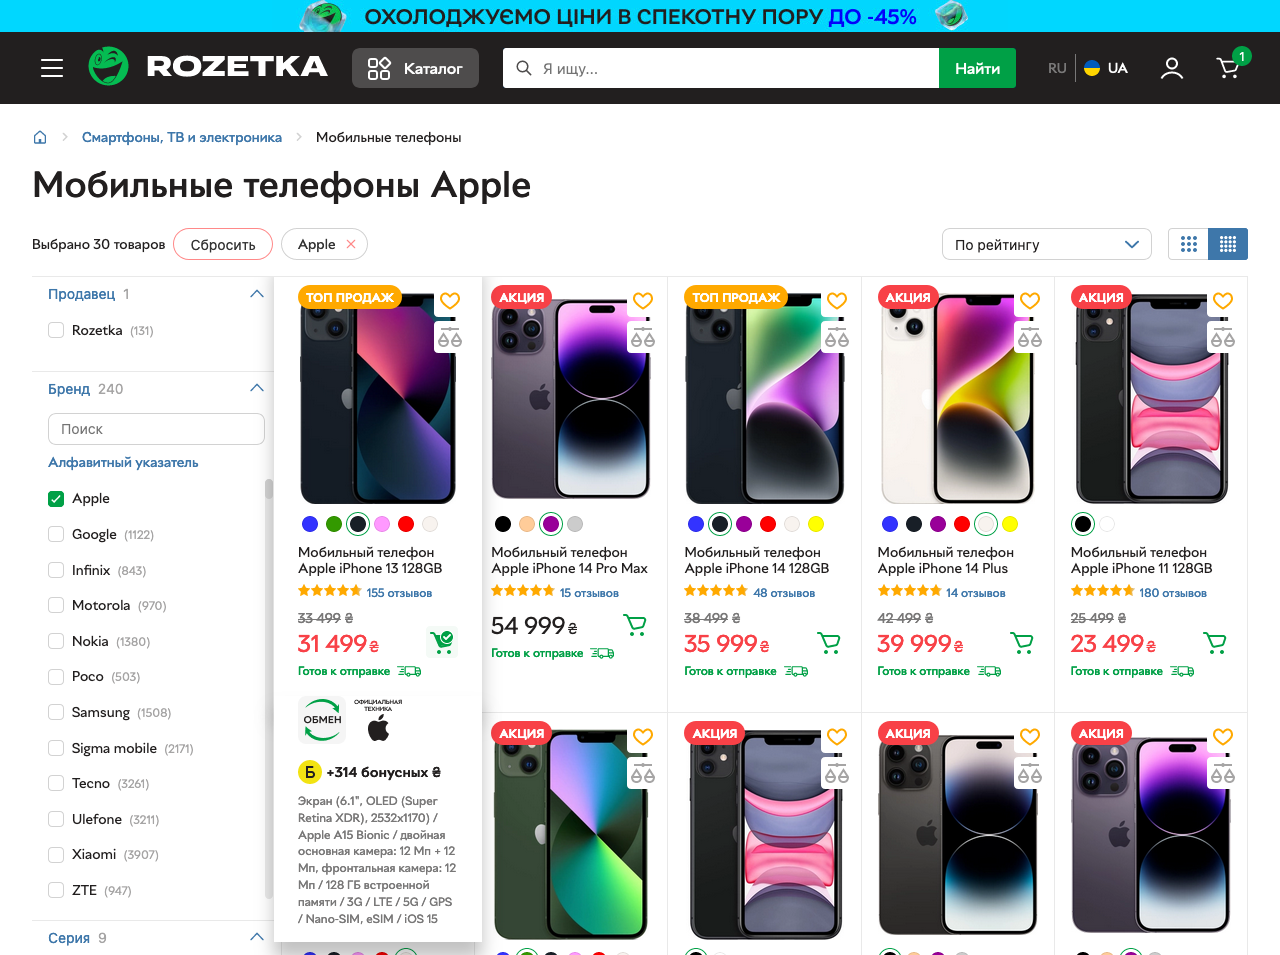 ОХОЛОДЖУЄМО ЦІНИ В СПЕКОТНУ ПОРУ ДО -45%
ROZETKA
Каталог
Я ищу...
Найти
RU
UA
1
Смартфоны, ТВ и электроника
Мобильные телефоны
Мобильные телефоны Apple
Выбрано 30 товаров
Сбросить
Apple
По рейтингу
Продавец 1
Rozetka (131)
Бренд 240
Поиск
Алфавитный указатель
Apple
Google (1122)
Infinix (843)
Motorola (970)
Nokia (1380)
Poco (503)
Samsung (1508)
Sigma mobile (2171)
Tecno (3261)
Ulefone (3211)
Xiaomi (3907)
ZTE (947)
Серия 9
ТОП ПРОДАЖ
Мобильный телефон
Apple iPhone 13 128GB
155 отзывов
33 499 ₴
31 499 ₴
Готов к отправке
ОБМЕН
ОФИЦИАЛЬНАЯ
ТЕХНИКА
Б +314 бонусных ₴
Экран (6.1", OLED (Super
Retina XDR), 2532x1170) /
Apple A15 Bionic / двойная
основная камера: 12 Мп + 12
Мп, фронтальная камера: 12
Мп / 128 ГБ встроенной
памяти / 3G / LTE / 5G / GPS
/ Nano-SIM, eSIM / iOS 15
АКЦИЯ
Мобильный телефон
Apple iPhone 14 Pro Max
15 отзывов
54 999 ₴
Готов к отправке
ТОП ПРОДАЖ
Мобильный телефон
Apple iPhone 14 128GB
48 отзывов
38 499 ₴
35 999 ₴
Готов к отправке
АКЦИЯ
Мобильный телефон
Apple iPhone 14 Plus
14 отзывов
42 499 ₴
39 999 ₴
Готов к отправке
АКЦИЯ
Мобильный телефон
Apple iPhone 11 128GB
180 отзывов
25 499 ₴
23 499 ₴
Готов к отправке
АКЦИЯ
АКЦИЯ
АКЦИЯ
АКЦИЯ